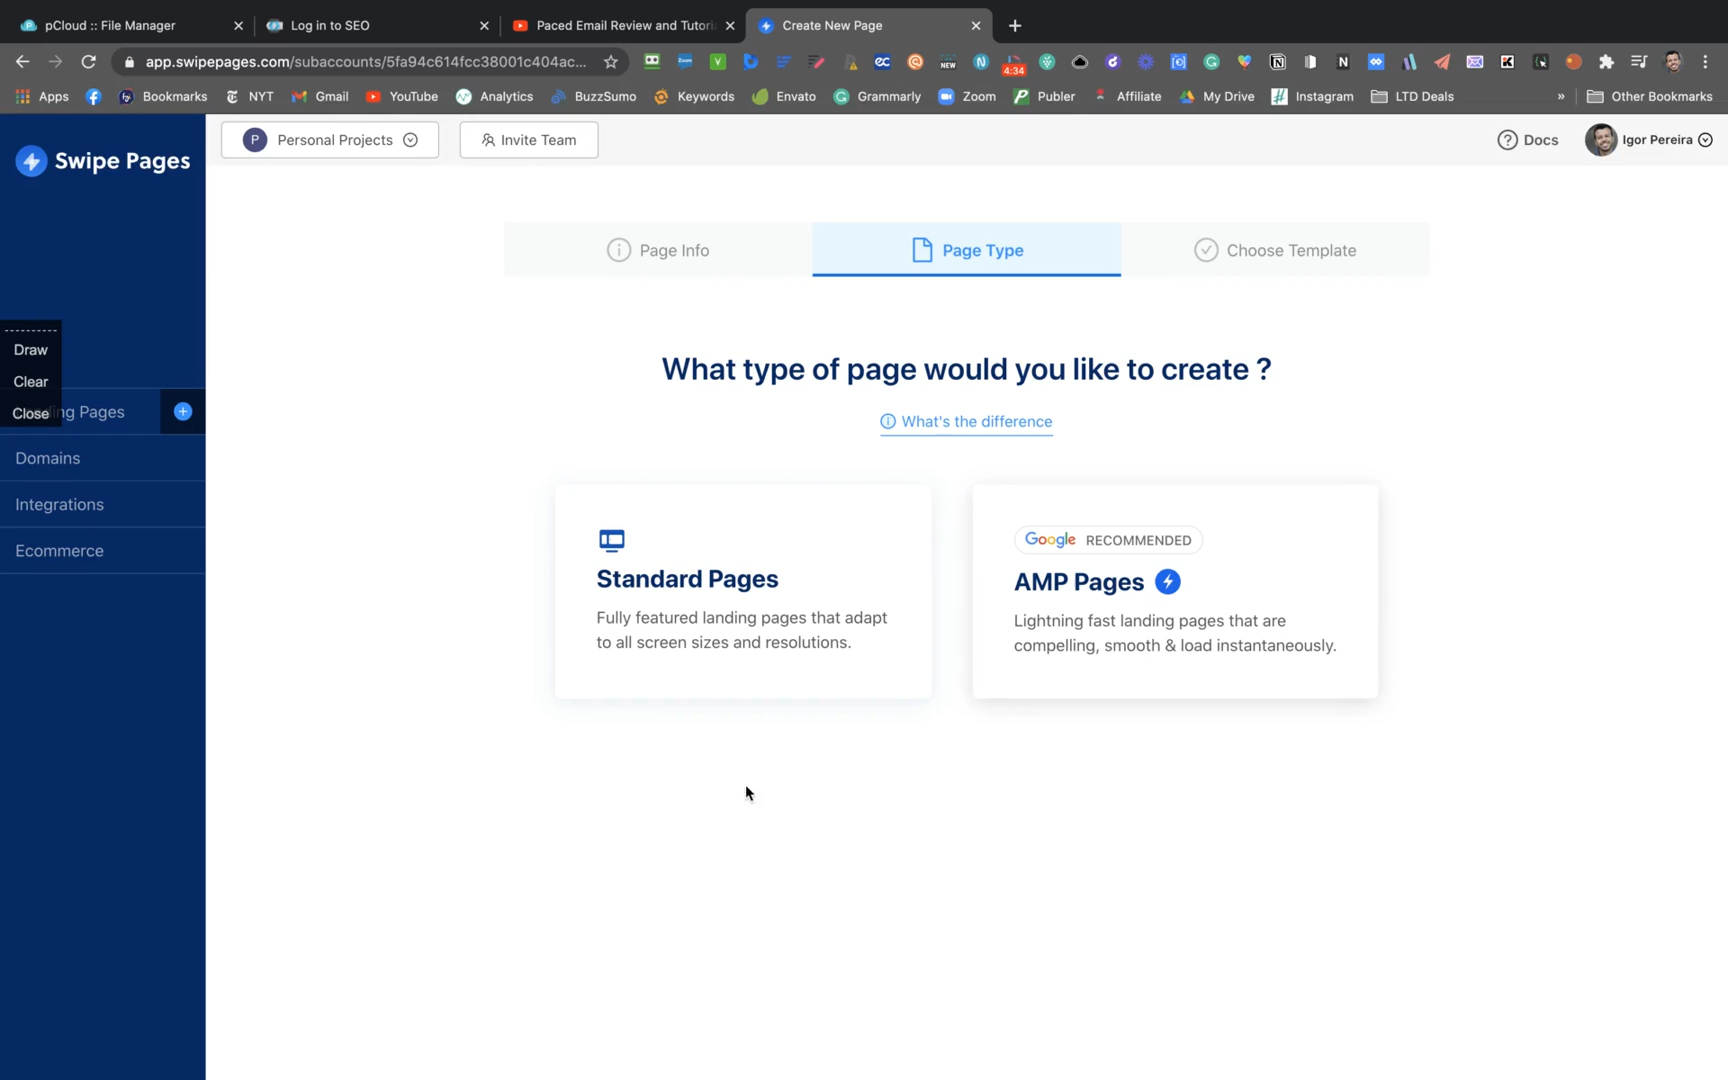 pCloud :: File Manager
Log in to SEO
Paced Email Review and Tutori
Create New Page
app.swipepages.com/subaccounts/5fa94c614fcc38001c404ac...
Zoom
EC
NEW
4:34
Apps
Bookmarks
NYT
Gmail
YouTube
Analytics
BuzzSumo
Keywords
Envato
Grammarly
Zoom
Publer
Affiliate
My Drive
Instagram
LTD Deals
»
Other Bookmarks
Swipe Pages
P Personal Projects
Invite Team
Docs
Igor Pereira
Page Info
Page Type
Choose Template
Draw
Clear
Close
ng Pages
Domains
Integrations
Ecommerce
What type of page would you like to create ?
What's the difference
Standard Pages
Fully featured landing pages that adapt
to all screen sizes and resolutions.
Google RECOMMENDED
AMP Pages
Lightning fast landing pages that are
compelling, smooth & load instantaneously.